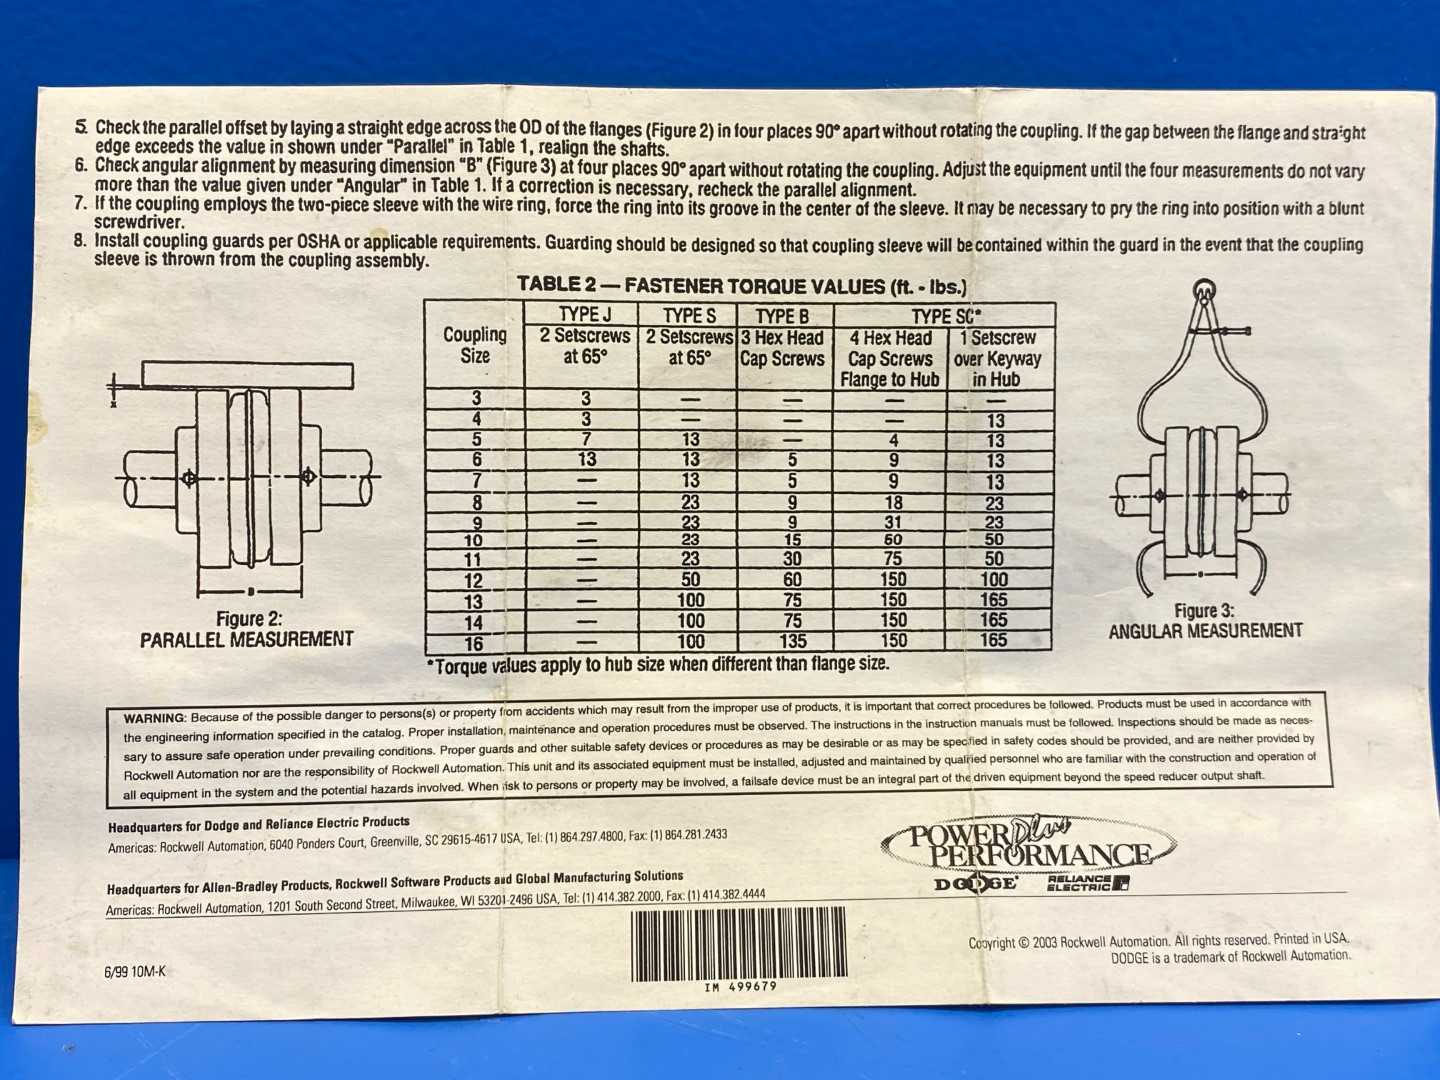 5. Check the parallel offset by laying a straight edge across the OD of the flanges (Figure 2) in four places 90° apart without rotating the coupling. If the gap between the flange and straight
edge exceeds the value in shown under "Parallel" in Table 1, realign the shafts.
6. Check angular alignment by measuring dimension "B" (Figure 3) at four places 90° apart without rotating the coupling. Adjust the equipment until the four measurements do not vary
more than the value given under "Angular" in Table 1. If a correction is necessary, recheck the parallel alignment.
7. If the coupling employs the two-piece sleeve with the wire ring, force the ring into its groove in the center of the sleeve. It may be necessary to pry the ring into position with a blunt
screwdriver.
8. Install coupling guards per OSHA or applicable requirements. Guarding should be designed so that coupling sleeve will be contained within the guard in the event that the coupling
sleeve is thrown from the coupling assembly.
TABLE 2 — FASTENER TORQUE VALUES (ft. - lbs.)
Coupling Size TYPE J TYPE S TYPE B TYPE SC*
2 Setscrews 2 Setscrews 3 Hex Head 4 Hex Head 1 Setscrew
at 65° at 65° Cap Screws Cap Screws over Keyway
Flange to Hub in Hub
3 3 — — — —
4 3 — — — 13
5 7 13 — 4 13
6 13 13 5 9 13
7 — 13 5 9 13
8 — 23 9 18 23
9 — 23 9 31 23
10 — 23 15 60 50
11 — 23 30 75 50
12 — 50 60 150 100
13 — 100 75 150 165
14 — 100 75 150 165
16 — 100 135 150 165
*Torque values apply to hub size when different than flange size.
x
B
Figure 2:
PARALLEL MEASUREMENT
B
Figure 3:
ANGULAR MEASUREMENT
WARNING: Because of the possible danger to persons(s) or property from accidents which may result from the improper use of products, it is important that correct procedures be followed. Products must be used in accordance with
the engineering information specified in the catalog. Proper installation, maintenance and operation procedures must be observed. The instructions in the instruction manuals must be followed. Inspections should be made as neces-
sary to assure safe operation under prevailing conditions. Proper guards and other suitable safety devices or procedures as may be desirable or as may be specified in safety codes should be provided, and are neither provided by
Rockwell Automation nor are the responsibility of Rockwell Automation. This unit and its associated equipment must be installed, adjusted and maintained by qualified personnel who are familiar with the construction and operation of
all equipment in the system and the potential hazards involved. When risk to persons or property may be involved, a failsafe device must be an integral part of the driven equipment beyond the speed reducer output shaft.
Headquarters for Dodge and Reliance Electric Products
Americas: Rockwell Automation, 6040 Ponders Court, Greenville, SC 29615-4617 USA, Tel: (1) 864.297.4800, Fax: (1) 864.281.2433
Headquarters for Allen-Bradley Products, Rockwell Software Products and Global Manufacturing Solutions
Americas: Rockwell Automation, 1201 South Second Street, Milwaukee, WI 53201-2496 USA, Tel: (1) 414.382.2000, Fax: (1) 414.382.4444
POWER Plus
PERFORMANCE
DODGE
RELIANCE
ELECTRIC
6/99 10M-K
IM 499679
Copyright © 2003 Rockwell Automation. All rights reserved. Printed in USA.
DODGE is a trademark of Rockwell Automation.